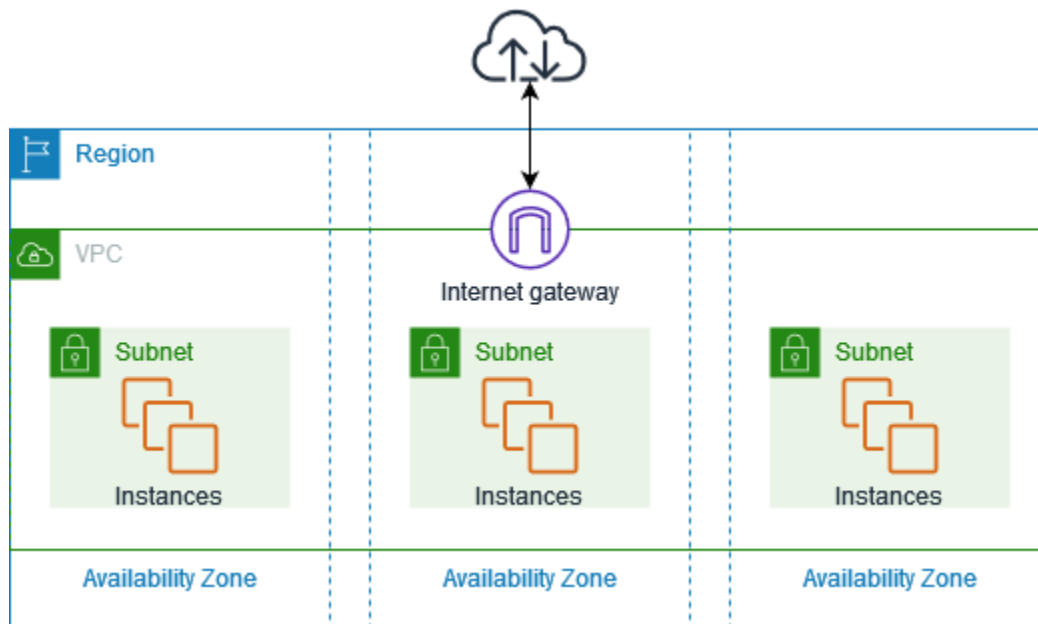 Region
VPC
Internet gateway
Subnet
Subnet
Subnet
Instances
Instances
Instances
Availability Zone
Availability Zone
Availability Zone